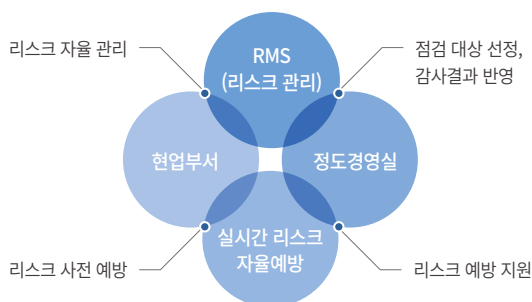 리스크 자율 관리
RMS
(리스크 관리)
점검 대상 선정,
감사결과 반영
현업부서
정도경영실
실시간 리스크
자율예방
리스크 사전 예방
리스크 예방 지원